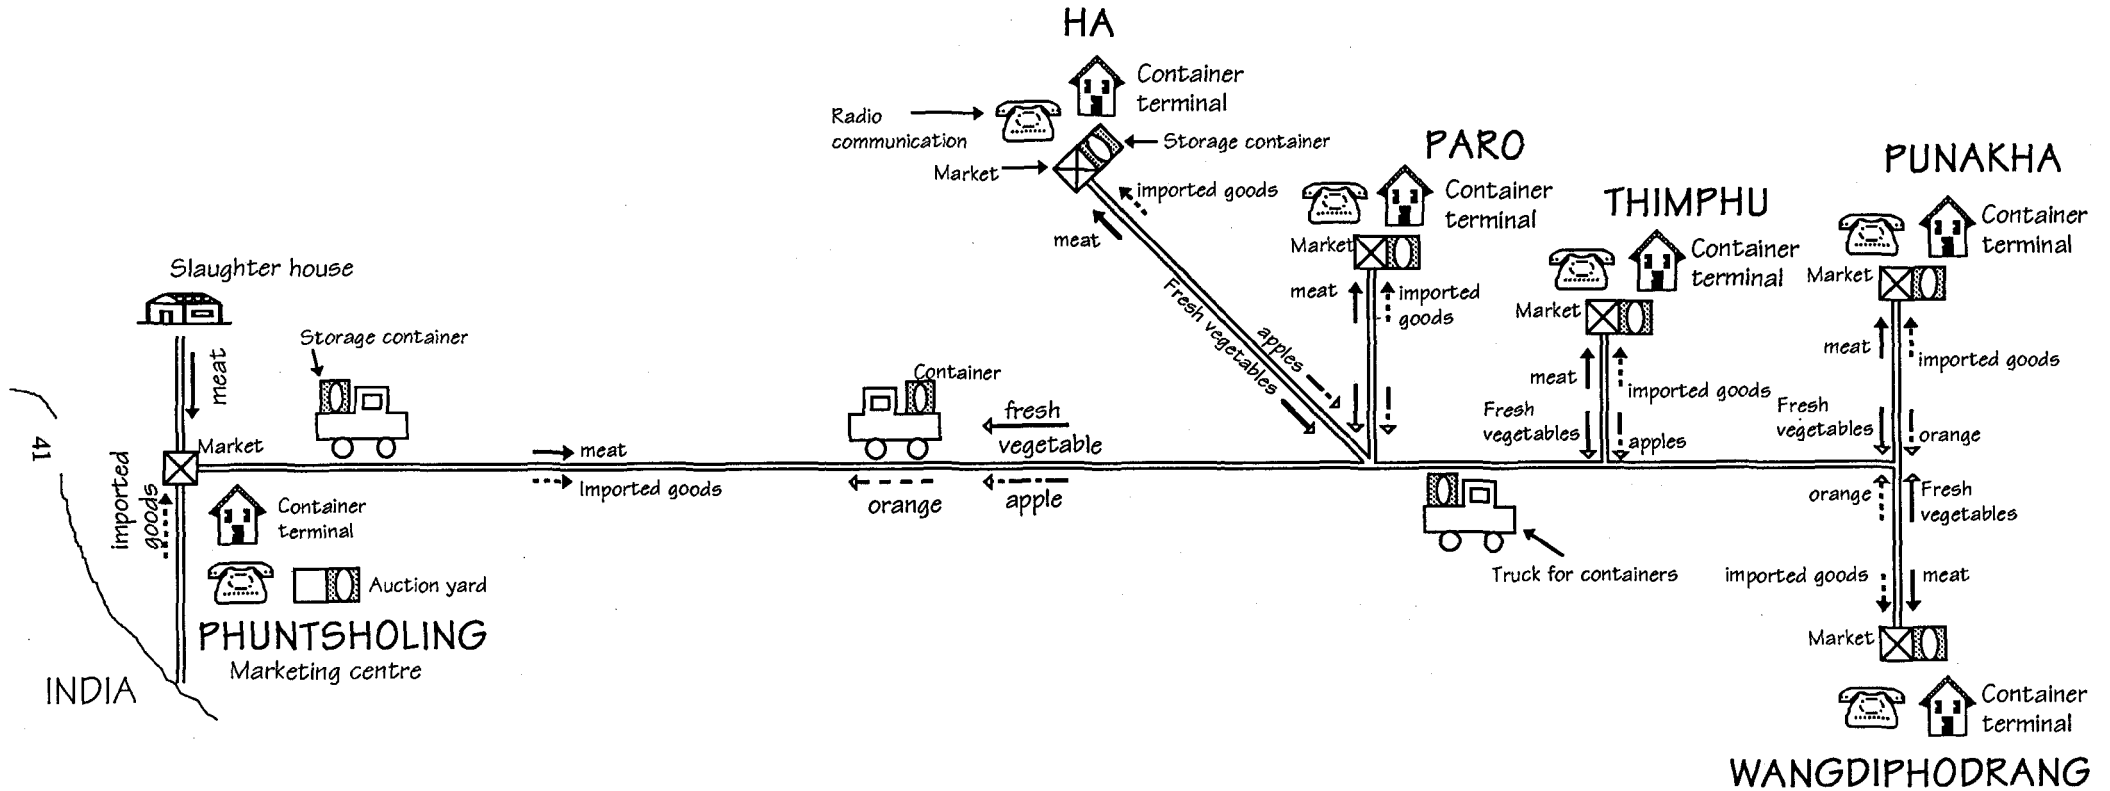 HA
Container
terminal
Radio
communication
Storage container
Market
imported goods
meat
Fresh vegetables
apples
PARO
Container
terminal
Market
meat
imported
goods
THIMPHU
Container
terminal
Market
meat
imported goods
Fresh
vegetables
apples
PUNAKHA
Container
terminal
Market
meat
imported goods
Fresh
vegetables
orange
orange
Fresh
vegetables
imported goods
meat
Market
Container
terminal
WANGDIPHODRANG
Slaughter house
meat
Storage container
Market
imported
goods
Container
terminal
Auction yard
PHUNTSHOLING
Marketing centre
INDIA
41
meat
Imported goods
Container
fresh
vegetable
orange
apple
Truck for containers